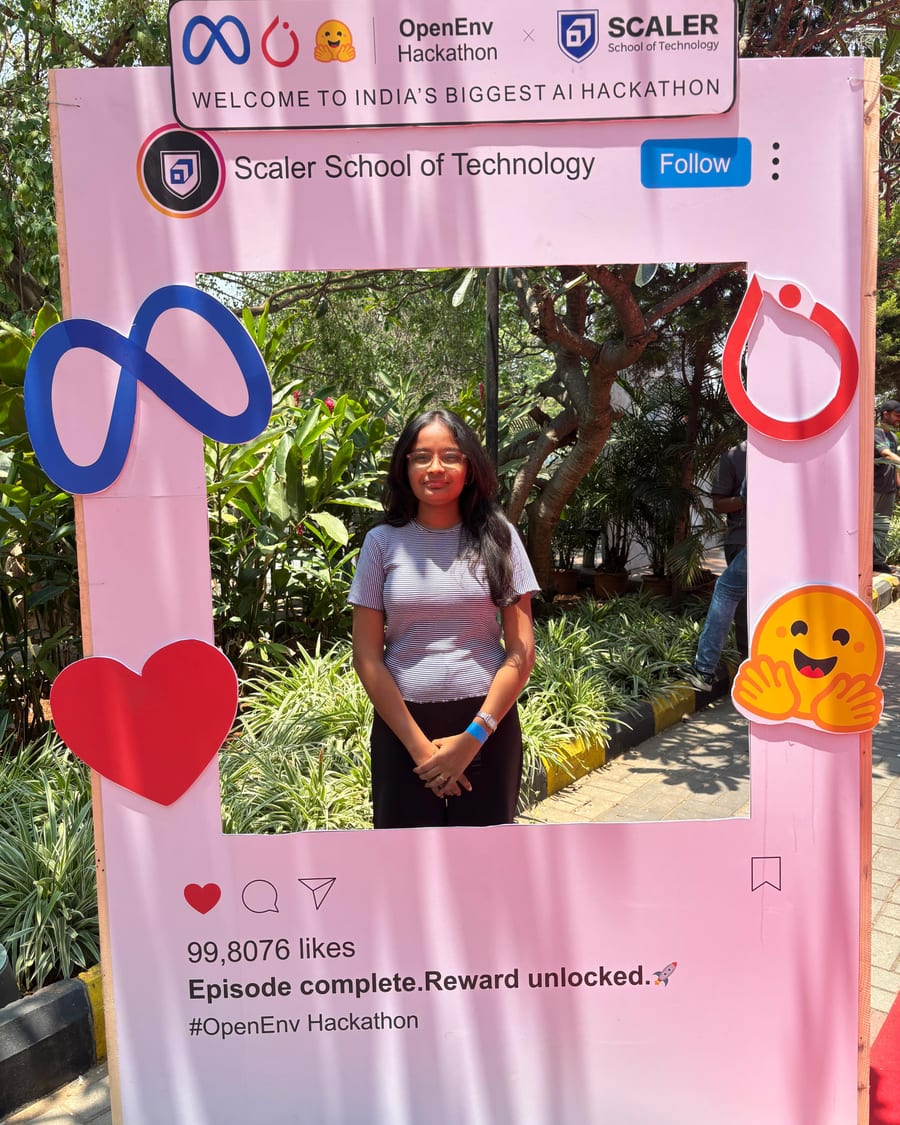 OpenEnv
Hackathon
SCALER
School of Technology
WELCOME TO INDIA'S BIGGEST AI HACKATHON
Scaler School of Technology
Follow
99,8076 likes
Episode complete.Reward unlocked.🚀
#OpenEnv Hackathon